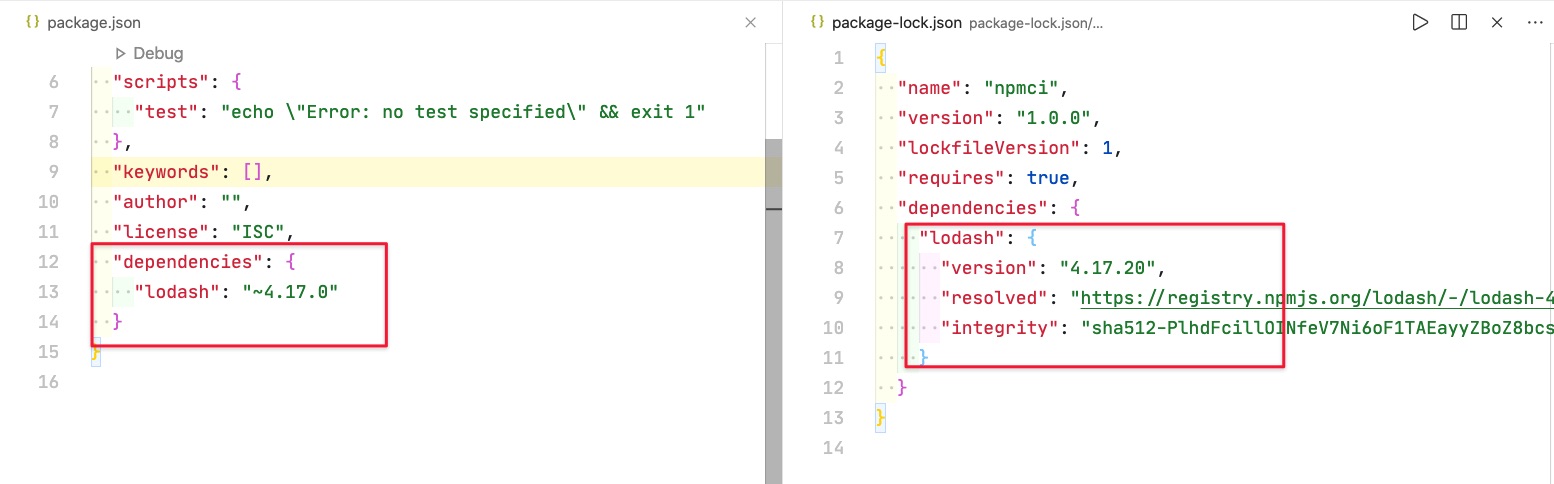 package.json
Debug
6 "scripts": {
7 "test": "echo \"Error: no test specified\" && exit 1"
8 },
9 "keywords": [],
10 "author": "",
11 "license": "ISC",
12 "dependencies": {
13 "lodash": "~4.17.0"
14 }
15 }
16
package-lock.json package-lock.json/...
1 {
2 "name": "npmci",
3 "version": "1.0.0",
4 "lockfileVersion": 1,
5 "requires": true,
6 "dependencies": {
7 "lodash": {
8 "version": "4.17.20",
9 "resolved": "https://registry.npmjs.org/lodash/-/lodash-4
10 "integrity": "sha512-PlhdFcillOINfeV7Ni6oF1TAEayyZBoZ8bcs
11 }
12 }
13 }
14